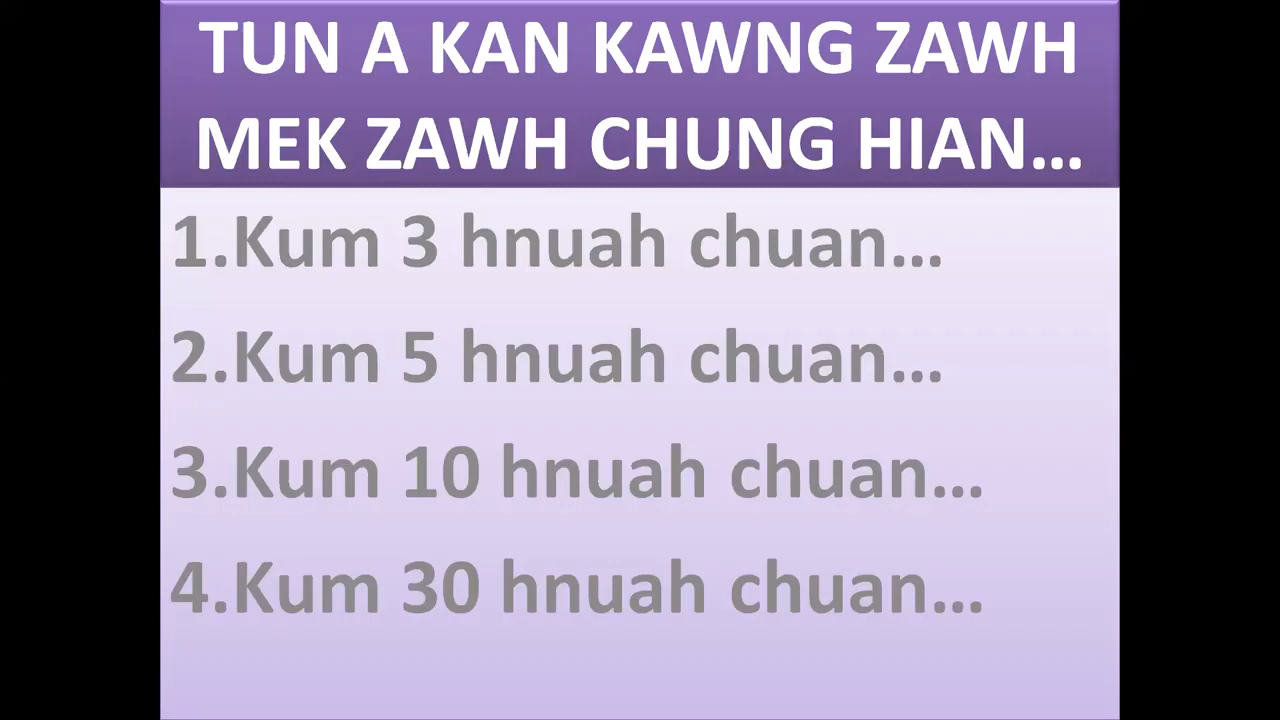 TUN A KAN KAWNG ZAWH
MEK ZAWH CHUNG HIAN...
1.Kum 3 hnuah chuan...
2.Kum 5 hnuah chuan...
3.Kum 10 hnuah chuan...
4.Kum 30 hnuah chuan...